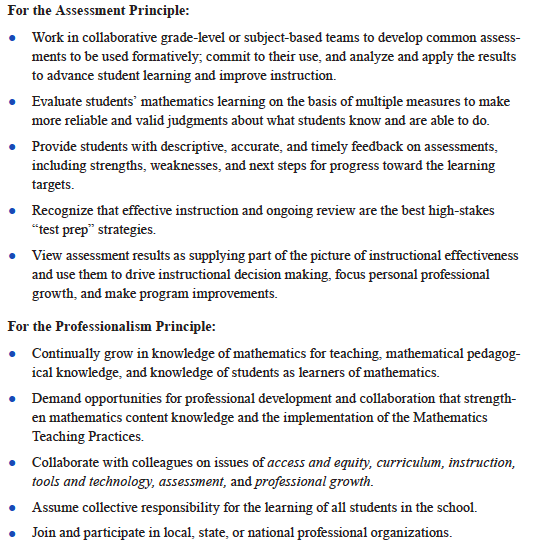 For the Assessment Principle:
• Work in collaborative grade-level or subject-based teams to develop common assess-
ments to be used formatively; commit to their use, and analyze and apply the results
to advance student learning and improve instruction.
• Evaluate students’ mathematics learning on the basis of multiple measures to make
more reliable and valid judgments about what students know and are able to do.
• Provide students with descriptive, accurate, and timely feedback on assessments,
including strengths, weaknesses, and next steps for progress toward the learning
targets.
• Recognize that effective instruction and ongoing review are the best high-stakes
“test prep” strategies.
• View assessment results as supplying part of the picture of instructional effectiveness
and use them to drive instructional decision making, focus personal professional
growth, and make program improvements.
For the Professionalism Principle:
• Continually grow in knowledge of mathematics for teaching, mathematical pedagog-
ical knowledge, and knowledge of students as learners of mathematics.
• Demand opportunities for professional development and collaboration that strength-
en mathematics content knowledge and the implementation of the Mathematics
Teaching Practices.
• Collaborate with colleagues on issues of access and equity, curriculum, instruction,
tools and technology, assessment, and professional growth.
• Assume collective responsibility for the learning of all students in the school.
• Join and participate in local, state, or national professional organizations.